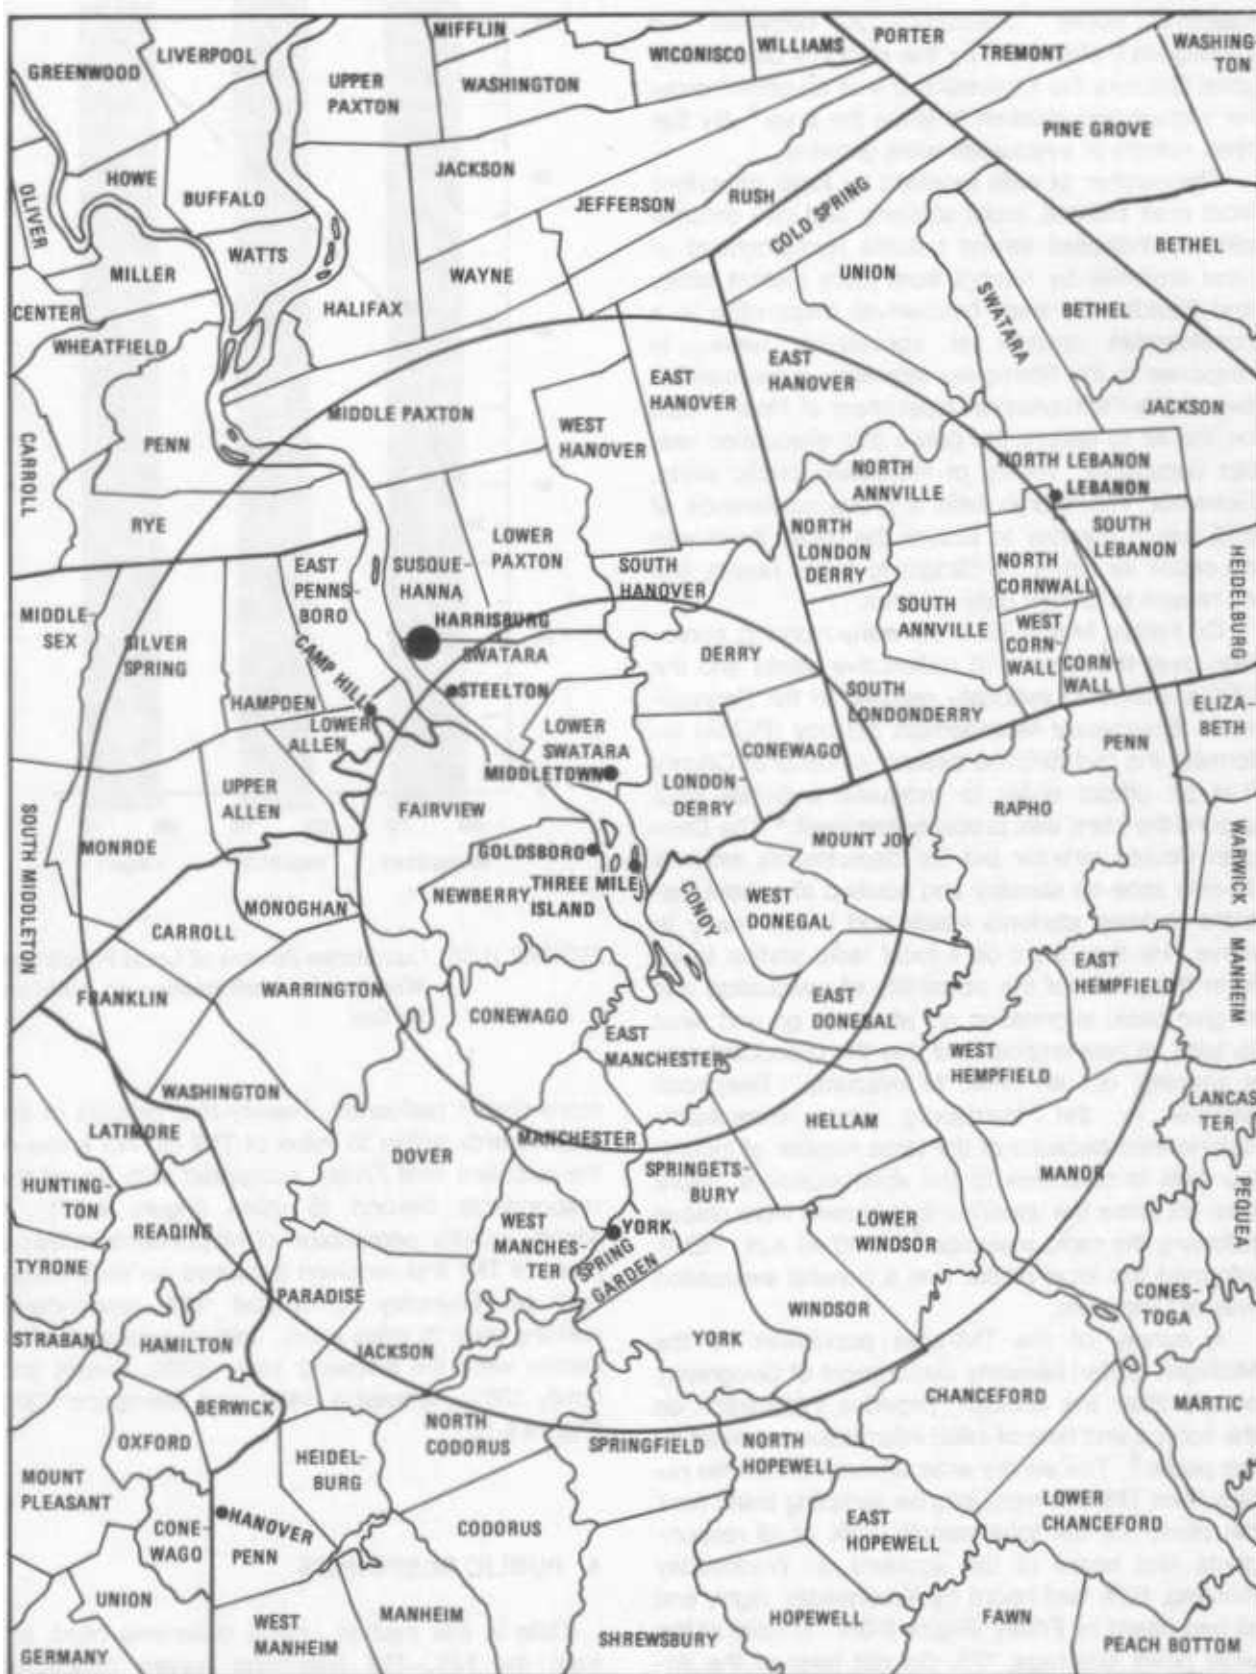 MIFFLIN
PORTER
WASHING-
TON
LIVERPOOL
WICONISCO
WILLIAMS
TREMONT
GREENWOOD
UPPER
PAXTON
WASHINGTON
PINE GROVE
HOWE
JACKSON
BUFFALO
JEFFERSON
RUSH
COLD SPRING
OLIVER
WATTS
BETHEL
MILLER
WAYNE
UNION
SWATARA
CENTER
HALIFAX
BETHEL
WHEATFIELD
EAST
HANOVER
EAST
HANOVER
MIDDLE PAXTON
JACKSON
CARROLL
PENN
WEST
HANOVER
NORTH
ANNVILLE
NORTH LEBANON
LEBANON
RYE
LOWER
PAXTON
NORTH
LONDON
DERRY
SOUTH
LEBANON
EAST
PENNS-
BORO
SUSQUE-
HANNA
SOUTH
HANOVER
NORTH
CORNWALL
HEIDELBURG
MIDDLE-
SEX
HARRISBURG
SOUTH
ANNVILLE
SILVER
SPRING
CAMP HILL
SWATARA
DERRY
WEST
CORN-
WALL
CORN-
WALL
HAMPDEN
STEELTON
LOWER
ALLEN
LOWER
SWATARA
SOUTH
LONDONDERRY
ELIZA-
BETH
CONEWAGO
PENN
MIDDLETOWN
UPPER
ALLEN
FAIRVIEW
LONDON-
DERRY
RAPHO
SOUTH MIDDLETON
MONROE
GOLDSBORO
MOUNT JOY
WARWICK
THREE MILE
ISLAND
NEWBERRY
CONOY
WEST
DONEGAL
MONOGHAN
CARROLL
MANHEIM
EAST
HEMPFIELD
FRANKLIN
WARRINGTON
CONEWAGO
EAST
DONEGAL
EAST
MANCHESTER
WEST
HEMPFIELD
WASHINGTON
LANCAS-
TER
LATIMORE
MANCHESTER
HELLAM
DOVER
SPRINGETS-
BURY
MANOR
HUNTING-
TON
PEQUEA
READING
WEST
MANCHES-
TER
YORK
LOWER
WINDSOR
SPRING
GARDEN
TYRONE
PARADISE
WINDSOR
CONES-
TOGA
STRABAN
HAMILTON
JACKSON
YORK
CHANCEFORD
MARTIC
BERWICK
NORTH
CODORUS
OXFORD
SPRINGFIELD
NORTH
HOPEWELL
HEIDEL-
BURG
MOUNT
PLEASANT
LOWER
CHANCEFORD
HANOVER
CONE-
WAGO
PENN
CODORUS
EAST
HOPEWELL
UNION
MANHEIM
HOPEWELL
FAWN
WEST
MANHEIM
SHREWSBURY
GERMANY
PEACH BOTTOM